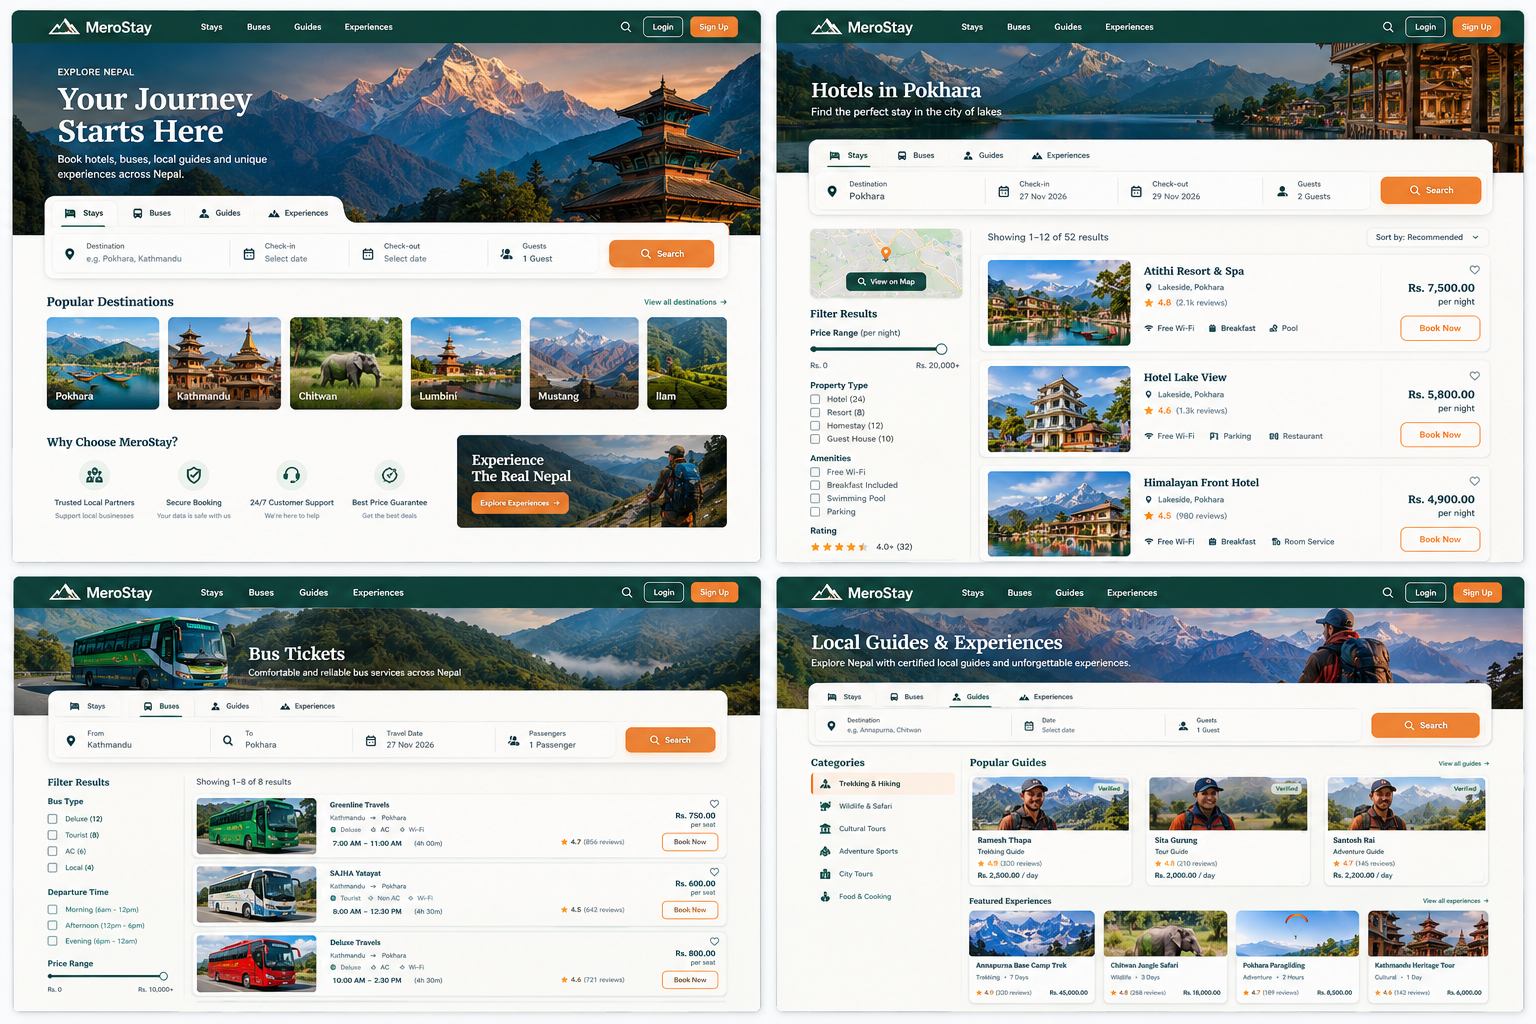 MeroStay
Stays
Buses
Guides
Experiences
Login
Sign Up
EXPLORE NEPAL
Your Journey
Starts Here
Book hotels, buses, local guides and unique
experiences across Nepal.
Stays
Buses
Guides
Experiences
Destination
e.g. Pokhara, Kathmandu
Check-in
Select date
Check-out
Select date
Guests
1 Guest
Search
Popular Destinations
View all destinations →
Pokhara
Kathmandu
Chitwan
Lumbini
Mustang
Ilam
Why Choose MeroStay?
Trusted Local Partners
Support local businesses
Secure Booking
Your data is safe with us
24/7 Customer Support
We're here to help
Best Price Guarantee
Get the best deals
Experience
The Real Nepal
Explore Experiences →
MeroStay
Stays
Buses
Guides
Experiences
Login
Sign Up
Hotels in Pokhara
Find the perfect stay in the city of lakes
Stays
Buses
Guides
Experiences
Destination
Pokhara
Check-in
27 Nov 2026
Check-out
29 Nov 2026
Guests
2 Guests
Search
View on Map
Filter Results
Price Range (per night)
Rs. 0
Rs. 20,000+
Property Type
Hotel (24)
Resort (8)
Homestay (12)
Guest House (10)
Amenities
Free Wi-Fi
Breakfast Included
Swimming Pool
Parking
Rating
4.0+ (32)
Showing 1–12 of 52 results
Sort by: Recommended
Atithi Resort & Spa
Lakeside, Pokhara
4.8 (2.1k reviews)
Free Wi-Fi
Breakfast
Pool
Rs. 7,500.00
per night
Book Now
Hotel Lake View
Lakeside, Pokhara
4.6 (1.3k reviews)
Free Wi-Fi
Parking
Restaurant
Rs. 5,800.00
per night
Book Now
Himalayan Front Hotel
Lakeside, Pokhara
4.5 (980 reviews)
Free Wi-Fi
Breakfast
Room Service
Rs. 4,900.00
per night
Book Now
MeroStay
Stays
Buses
Guides
Experiences
Login
Sign Up
Bus Tickets
Comfortable and reliable bus services across Nepal
Stays
Buses
Guides
Experiences
From
Kathmandu
To
Pokhara
Travel Date
27 Nov 2026
Passengers
1 Passenger
Search
Filter Results
Bus Type
Deluxe (12)
Tourist (8)
AC (6)
Local (4)
Departure Time
Morning (6am - 12pm)
Afternoon (12pm - 6pm)
Evening (6pm - 12am)
Price Range
Rs. 0
Rs. 10,000+
Showing 1–8 of 8 results
Greenline Travels
Kathmandu → Pokhara
Deluxe
AC
Wi-Fi
7:00 AM – 11:00 AM (4h 00m)
4.7 (856 reviews)
Rs. 750.00
per seat
Book Now
SAJHA Yatayat
Kathmandu → Pokhara
Tourist
Non AC
Wi-Fi
8:00 AM – 12:30 PM (4h 30m)
4.5 (642 reviews)
Rs. 600.00
per seat
Book Now
Deluxe Travels
Kathmandu → Pokhara
Deluxe
AC
Wi-Fi
10:00 AM – 2.30 PM (4h 30m)
4.6 (721 reviews)
Rs. 800,00
per seat
Book Now
MeroStay
Stays
Buses
Guides
Experiences
Login
Sign Up
Local Guides & Experiences
Explore Nepal with certified local guides and unforgettable experiences.
Stays
Buses
Guides
Experiences
Destination
e.g. Annapurna, Chitwan
Date
Select date
Guests
1 Guest
Search
Categories
Trekking & Hiking
Wildlife & Safari
Cultural Tours
Adventure Sports
City Tours
Food & Cooking
Popular Guides
View all guides →
Verified
Ramesh Thapa
Trekking Guide
4.9 (300 reviews)
Rs. 2,500.00 / day
Verified
Sita Gurung
Tour Guide
4.8 (210 reviews)
Rs. 2,000.00 / day
Verified
Santosh Rai
Adventure Guide
4.7 (145 reviews)
Rs. 2,200.00 / day
Featured Experiences
View all experiences →
Annapurna Base Camp Trek
Trekking • 7 Days
4.9 (320 reviews)
Rs. 45,000.00
Chitwan Jungle Safari
Wildlife • 3 Days
4.8 (268 reviews)
Rs. 18,000.00
Pokhara Paragliding
Adventure • 2 Hours
4.7 (189 reviews)
Rs. 8,500.00
Kathmandu Heritage Tour
Cultural • 1 Day
4.6 (142 reviews)
Rs. 6,000.00